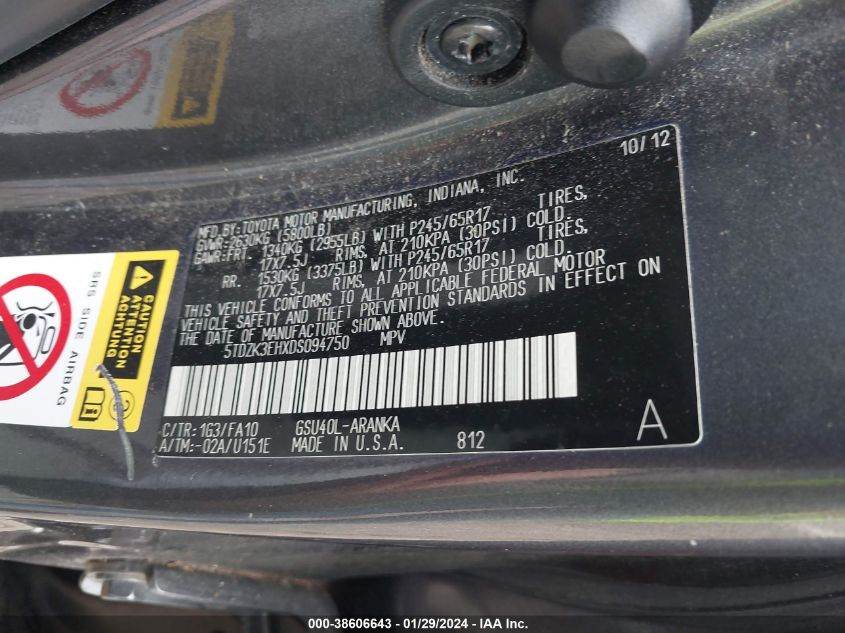 10/12
MFD.BY:TOYOTA MOTOR MANUFACTURING, INDIANA, INC.
GVWR:2630KG (5800LB)
GAWR:FRT. 1340KG (2955LB) WITH P245/65R17 TIRES,
17X7.5J RIMS, AT 210KPA (30PSI) COLD.
RR. 1530KG (3375LB) WITH P245/65R17 TIRES,
17X7.5J RIMS, AT 210KPA (30PSI) COLD.
THIS VEHICLE CONFORMS TO ALL APPLICABLE FEDERAL MOTOR
VEHICLE SAFETY AND THEFT PREVENTION STANDARDS IN EFFECT ON
THE DATE OF MANUFACTURE SHOWN ABOVE.
5TDZK3EHXDS094750 MPV
C/TR:1G3/FA10 GSU40L-ARANKA
A/TM:-02A/U151E MADE IN U.S.A. 812
A
CAUTION
ATTENTION
ACHTUNG
SRS SIDE AIRBAG
000-38606643 - 01/29/2024 - IAA Inc.